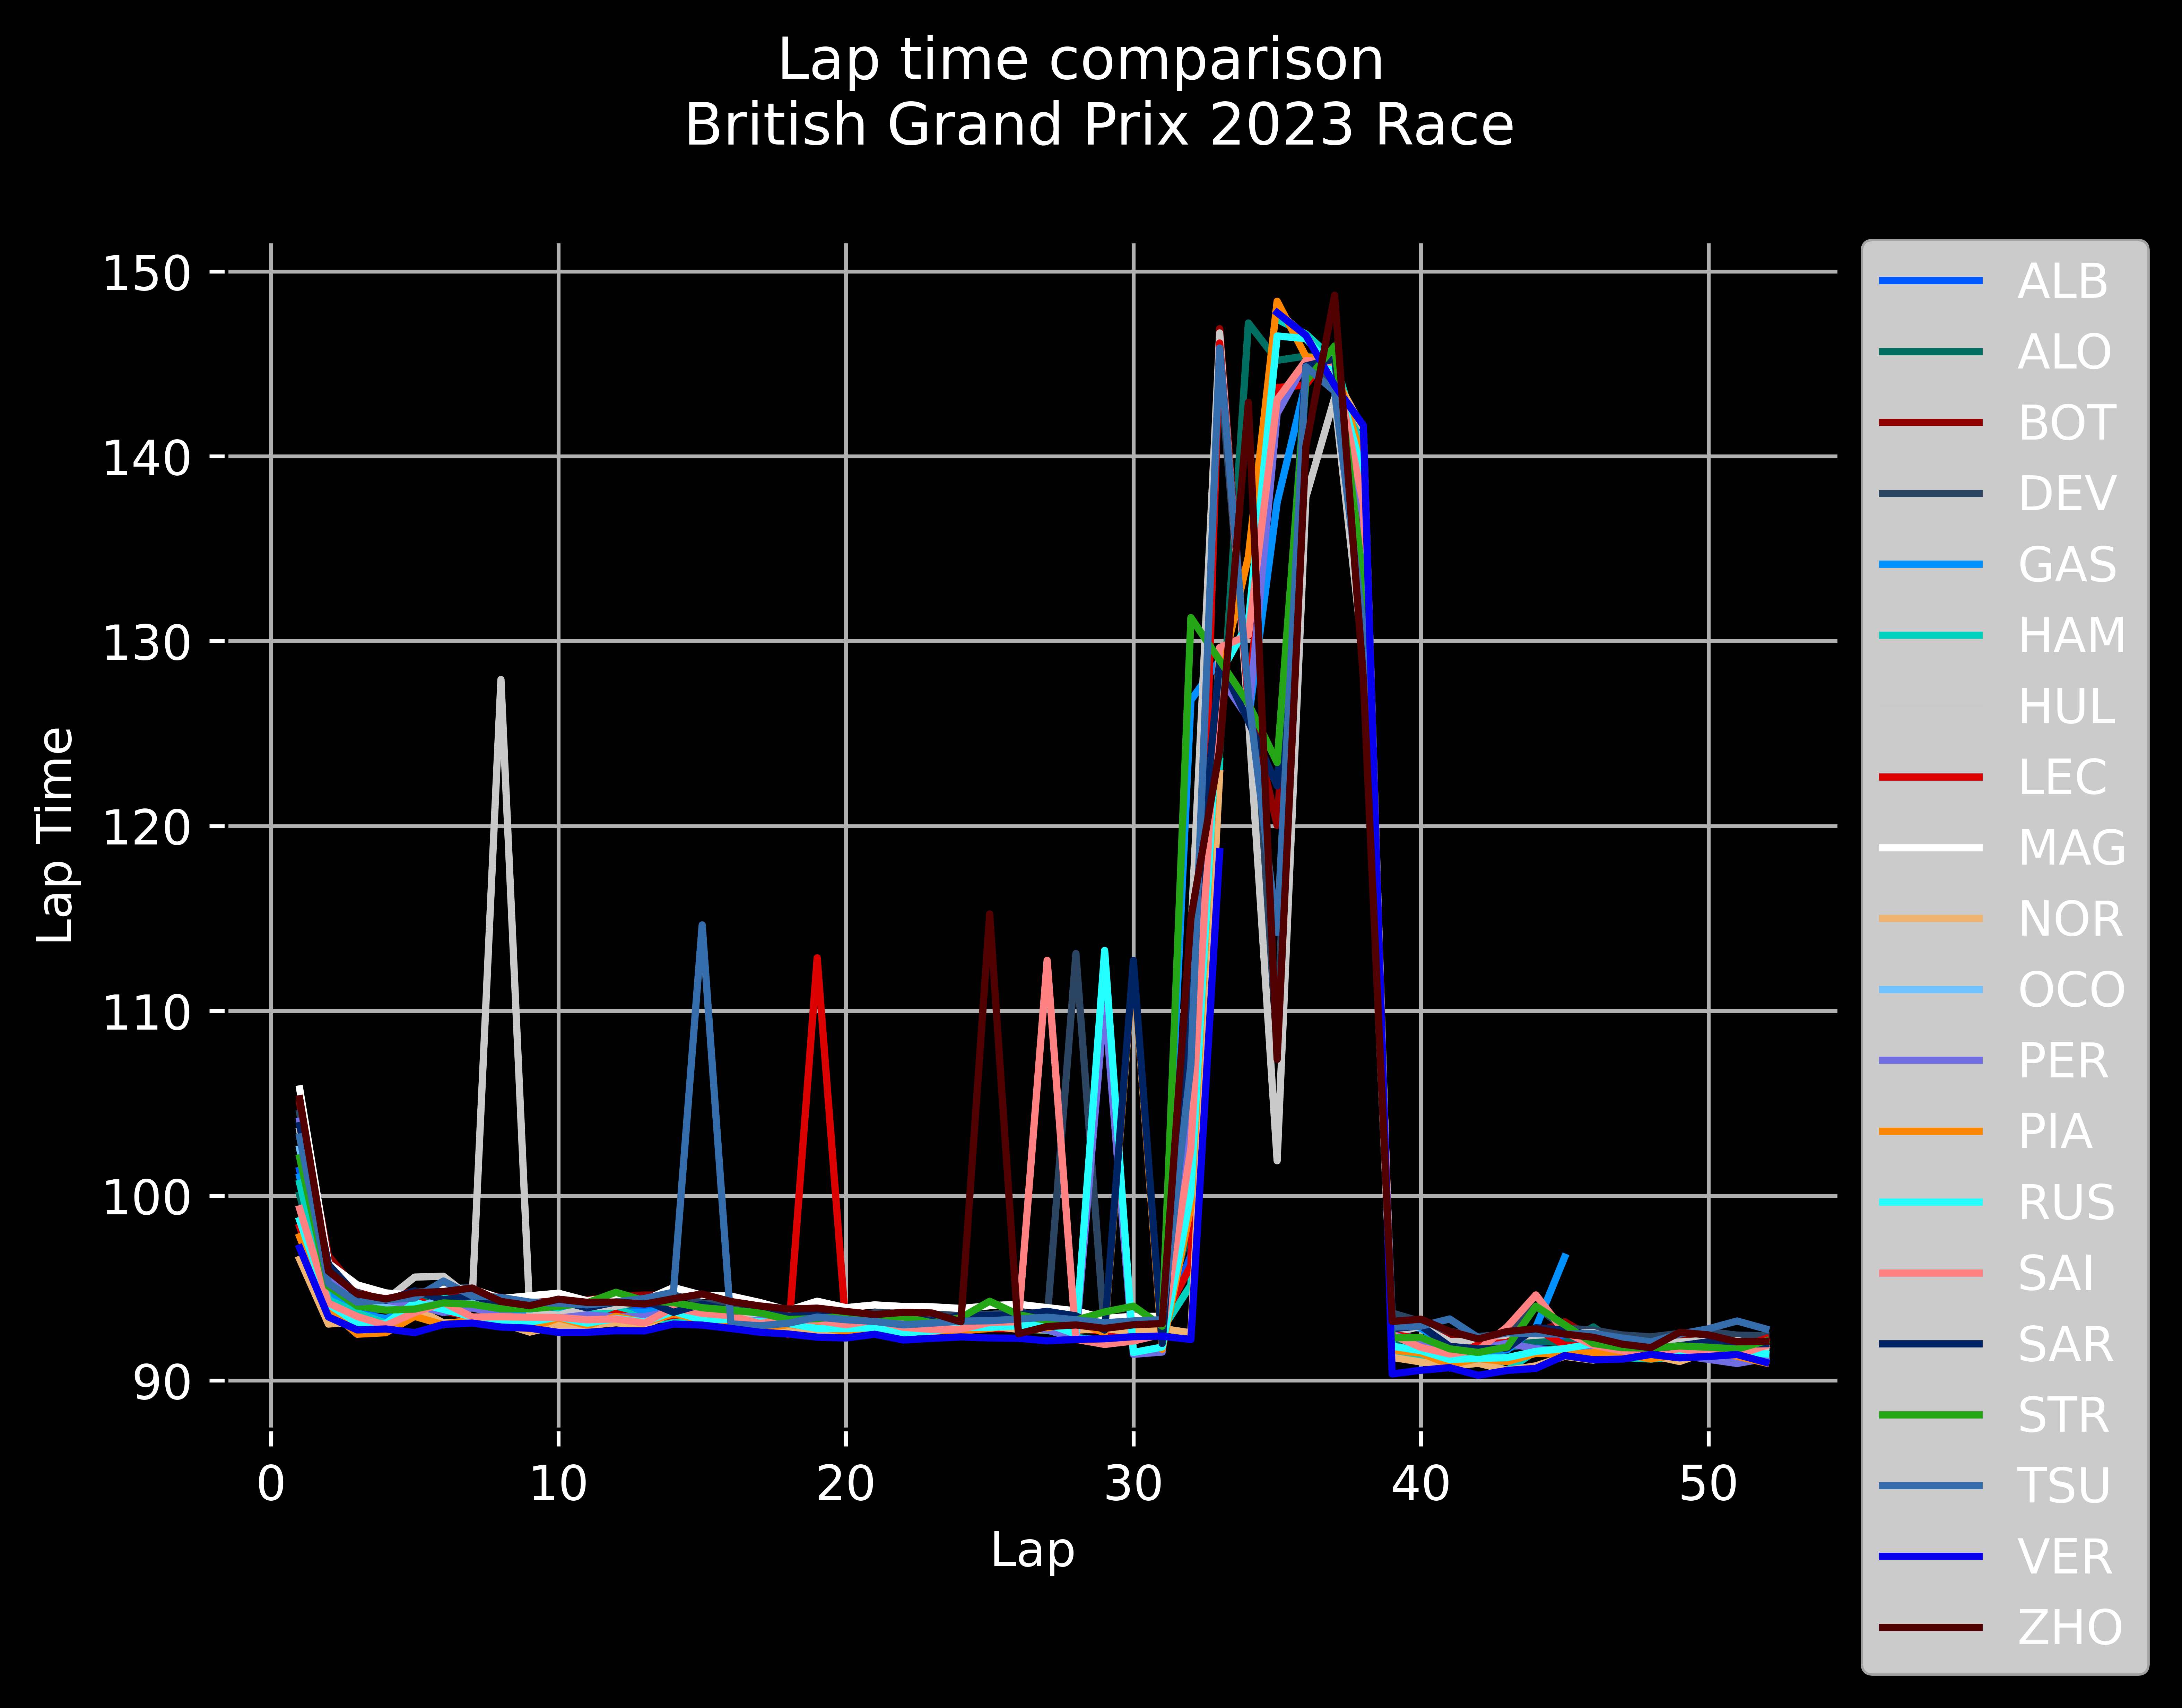 Lap time comparison
British Grand Prix 2023 Race
150
140
130
120
110
100
90
Lap Time
0 10 20 30 40 50
Lap
ALB
ALO
BOT
DEV
GAS
HAM
HUL
LEC
MAG
NOR
OCO
PER
PIA
RUS
SAI
SAR
STR
TSU
VER
ZHO